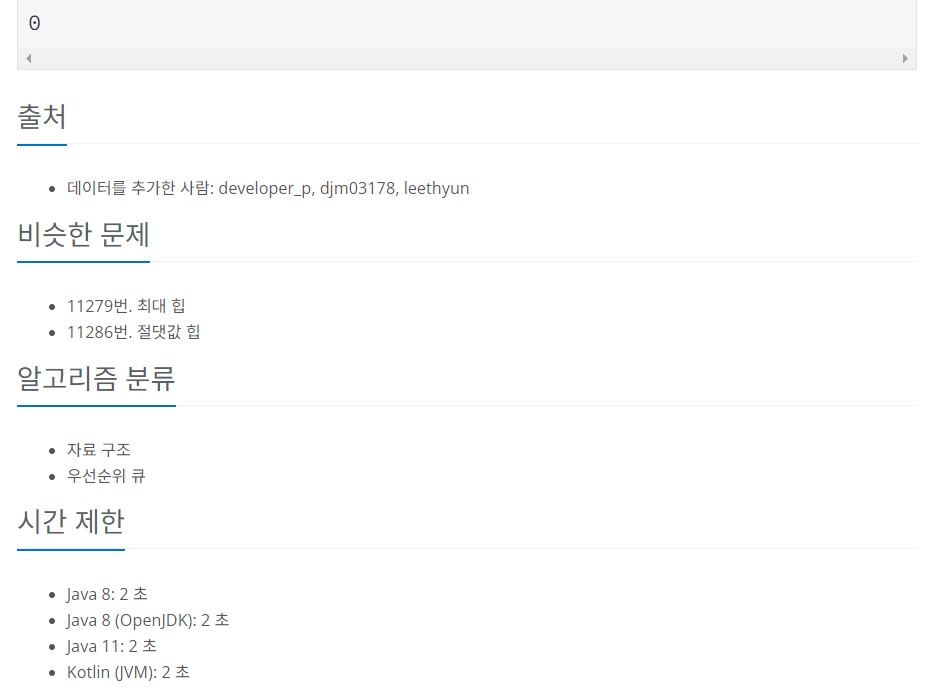 0
출처
데이터를 추가한 사람: developer_p, djm03178, leethyun
비슷한 문제
11279번. 최대 힙
11286번. 절댓값 힙
알고리즘 분류
자료 구조
우선순위 큐
시간 제한
Java 8: 2 초
Java 8 (OpenJDK): 2 초
Java 11: 2 초
Kotlin (JVM): 2 초